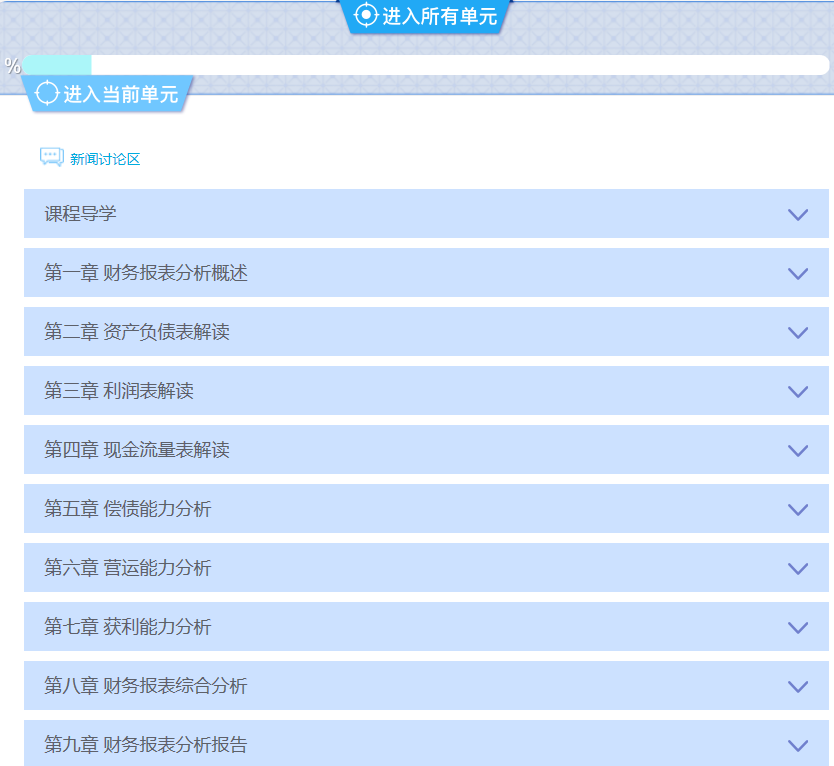 进入所有单元
%
进入当前单元
新闻讨论区
课程导学
第一章 财务报表分析概述
第二章 资产负债表解读
第三章 利润表解读
第四章 现金流量表解读
第五章 偿债能力分析
第六章 营运能力分析
第七章 获利能力分析
第八章 财务报表综合分析
第九章 财务报表分析报告